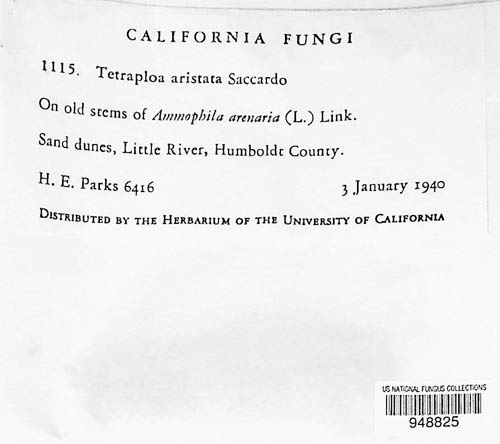 CALIFORNIA FUNGI
1115. Tetraploa aristata Saccardo
On old stems of Ammophila arenaria (L.) Link.
Sand dunes, Little River, Humboldt County.
H. E. Parks 6416 3 January 1940
DISTRIBUTED BY THE HERBARIUM OF THE UNIVERSITY OF CALIFORNIA
US NATIONAL FUNGUS COLLECTIONS
948825